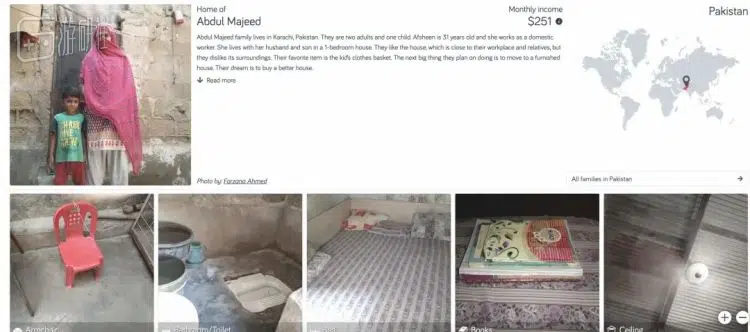 游研社
Home of
Abdul Majeed
Monthly income
$251
Pakistan
Abdul Majeed family lives in Karachi, Pakistan. They are two adults and one child. Afsheen is 31 years old and she works as a domestic
worker. She lives with her husband and son in a 1-bedroom house. They like the house which is close to their workplace and relatives, but
they dislike its surroundings. Their favorite item is the kid's clothes basket. The next big thing they plan on doing is to move to a furnished
house. Their dream is to buy a better house.
Read more
Photo by: Farzana Ahmed
All families in Pakistan
Armchair
Bathroom/Toilet
Bed
Books
Ceiling